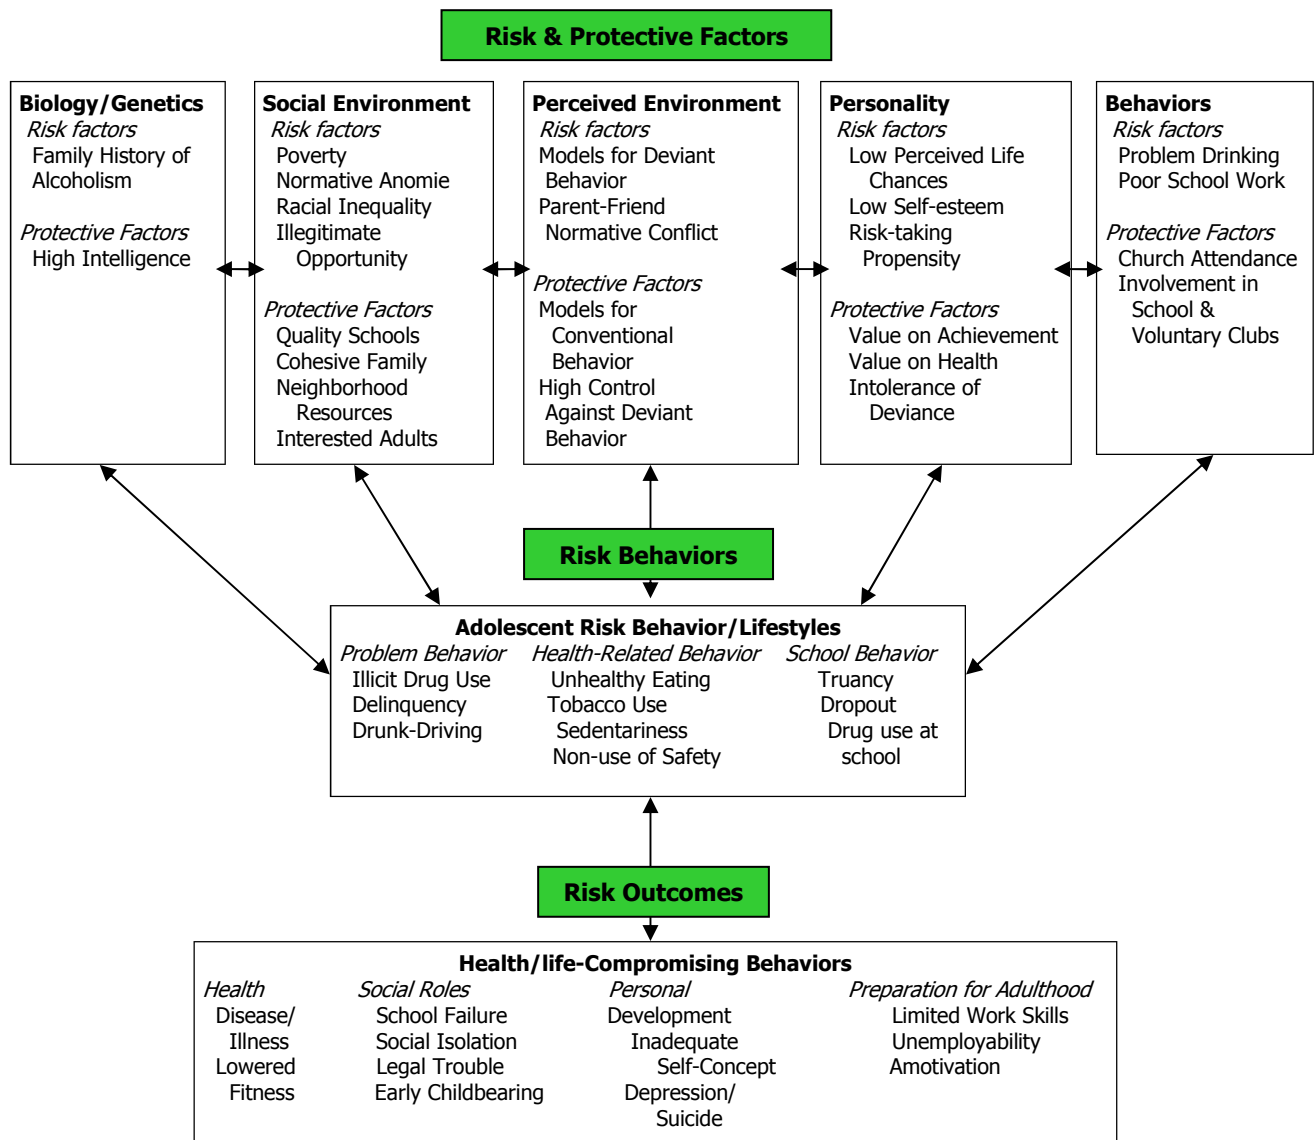 Risk & Protective Factors
Biology/Genetics
Risk factors
Family History of
Alcoholism
Protective Factors
High Intelligence
Social Environment
Risk factors
Poverty
Normative Anomie
Racial Inequality
Illegitimate
Opportunity
Protective Factors
Quality Schools
Cohesive Family
Neighborhood
Resources
Interested Adults
Perceived Environment
Risk factors
Models for Deviant
Behavior
Parent-Friend
Normative Conflict
Protective Factors
Models for
Conventional
Behavior
High Control
Against Deviant
Behavior
Personality
Risk factors
Low Perceived Life
Chances
Low Self-esteem
Risk-taking
Propensity
Protective Factors
Value on Achievement
Value on Health
Intolerance of
Deviance
Behaviors
Risk factors
Problem Drinking
Poor School Work
Protective Factors
Church Attendance
Involvement in
School &
Voluntary Clubs
Risk Behaviors
Adolescent Risk Behavior/Lifestyles
Problem Behavior
Illicit Drug Use
Delinquency
Drunk-Driving
Health-Related Behavior
Unhealthy Eating
Tobacco Use
Sedentariness
Non-use of Safety
School Behavior
Truancy
Dropout
Drug use at
school
Risk Outcomes
Health/life-Compromising Behaviors
Health
Disease/
Illness
Lowered
Fitness
Social Roles
School Failure
Social Isolation
Legal Trouble
Early Childbearing
Personal
Development
Inadequate
Self-Concept
Depression/
Suicide
Preparation for Adulthood
Limited Work Skills
Unemployability
Amotivation